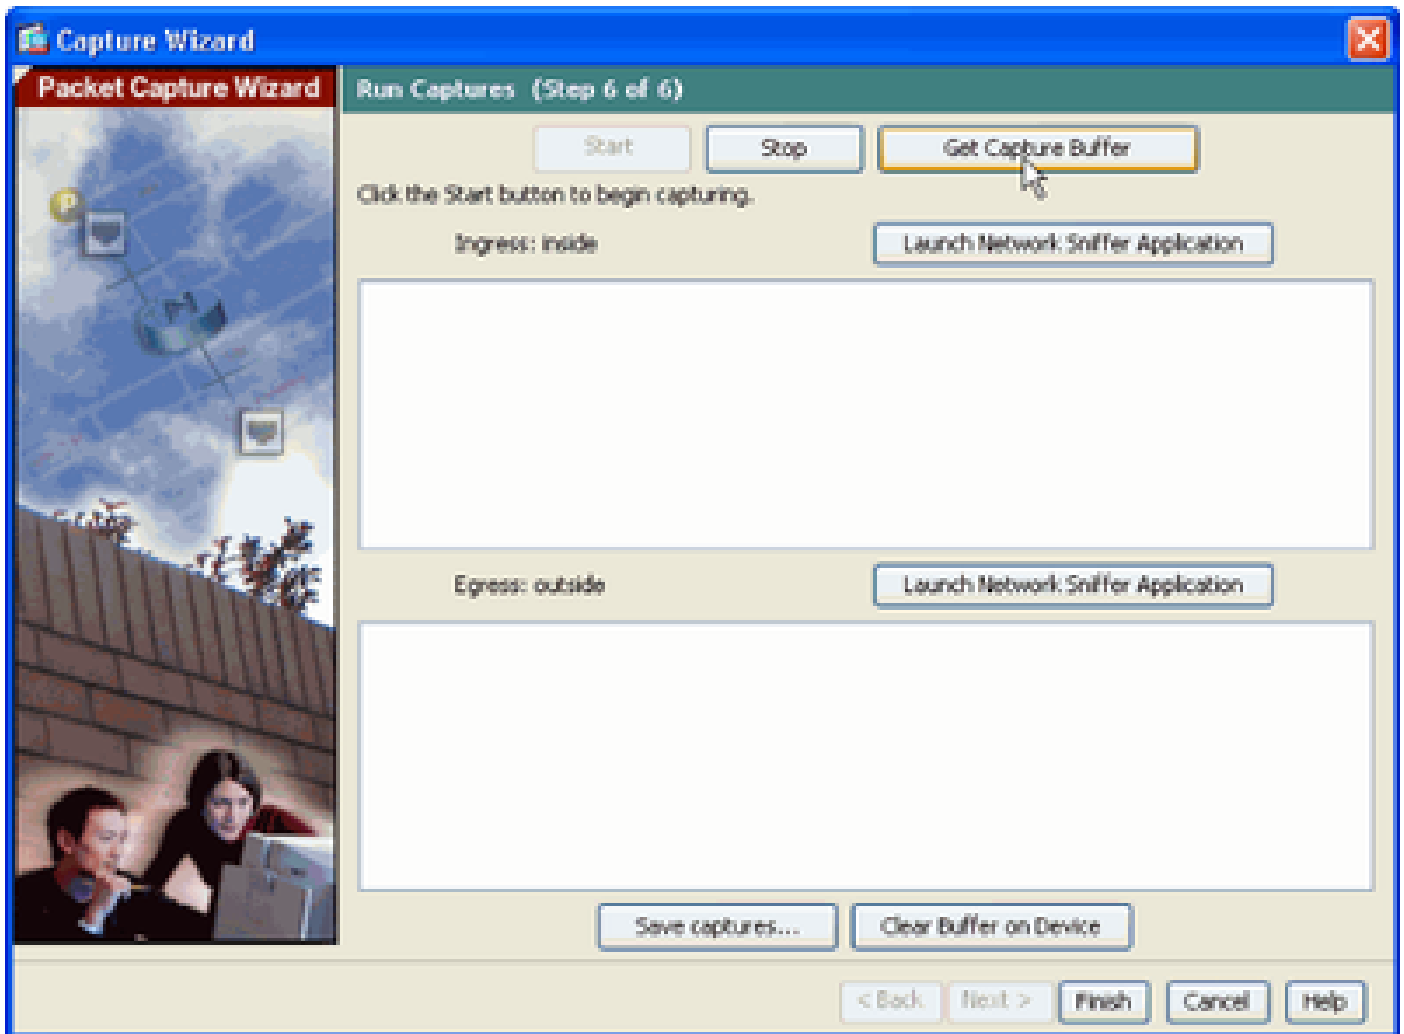 Capture Wizard
Packet Capture Wizard
Run Captures (Step 6 of 6)
Start Stop Get Capture Buffer
Click the Start button to begin capturing.
Ingress: inside Launch Network Sniffer Application
Egress: outside Launch Network Sniffer Application
Save captures... Clear Buffer on Device
< Back Next > Finish Cancel Help